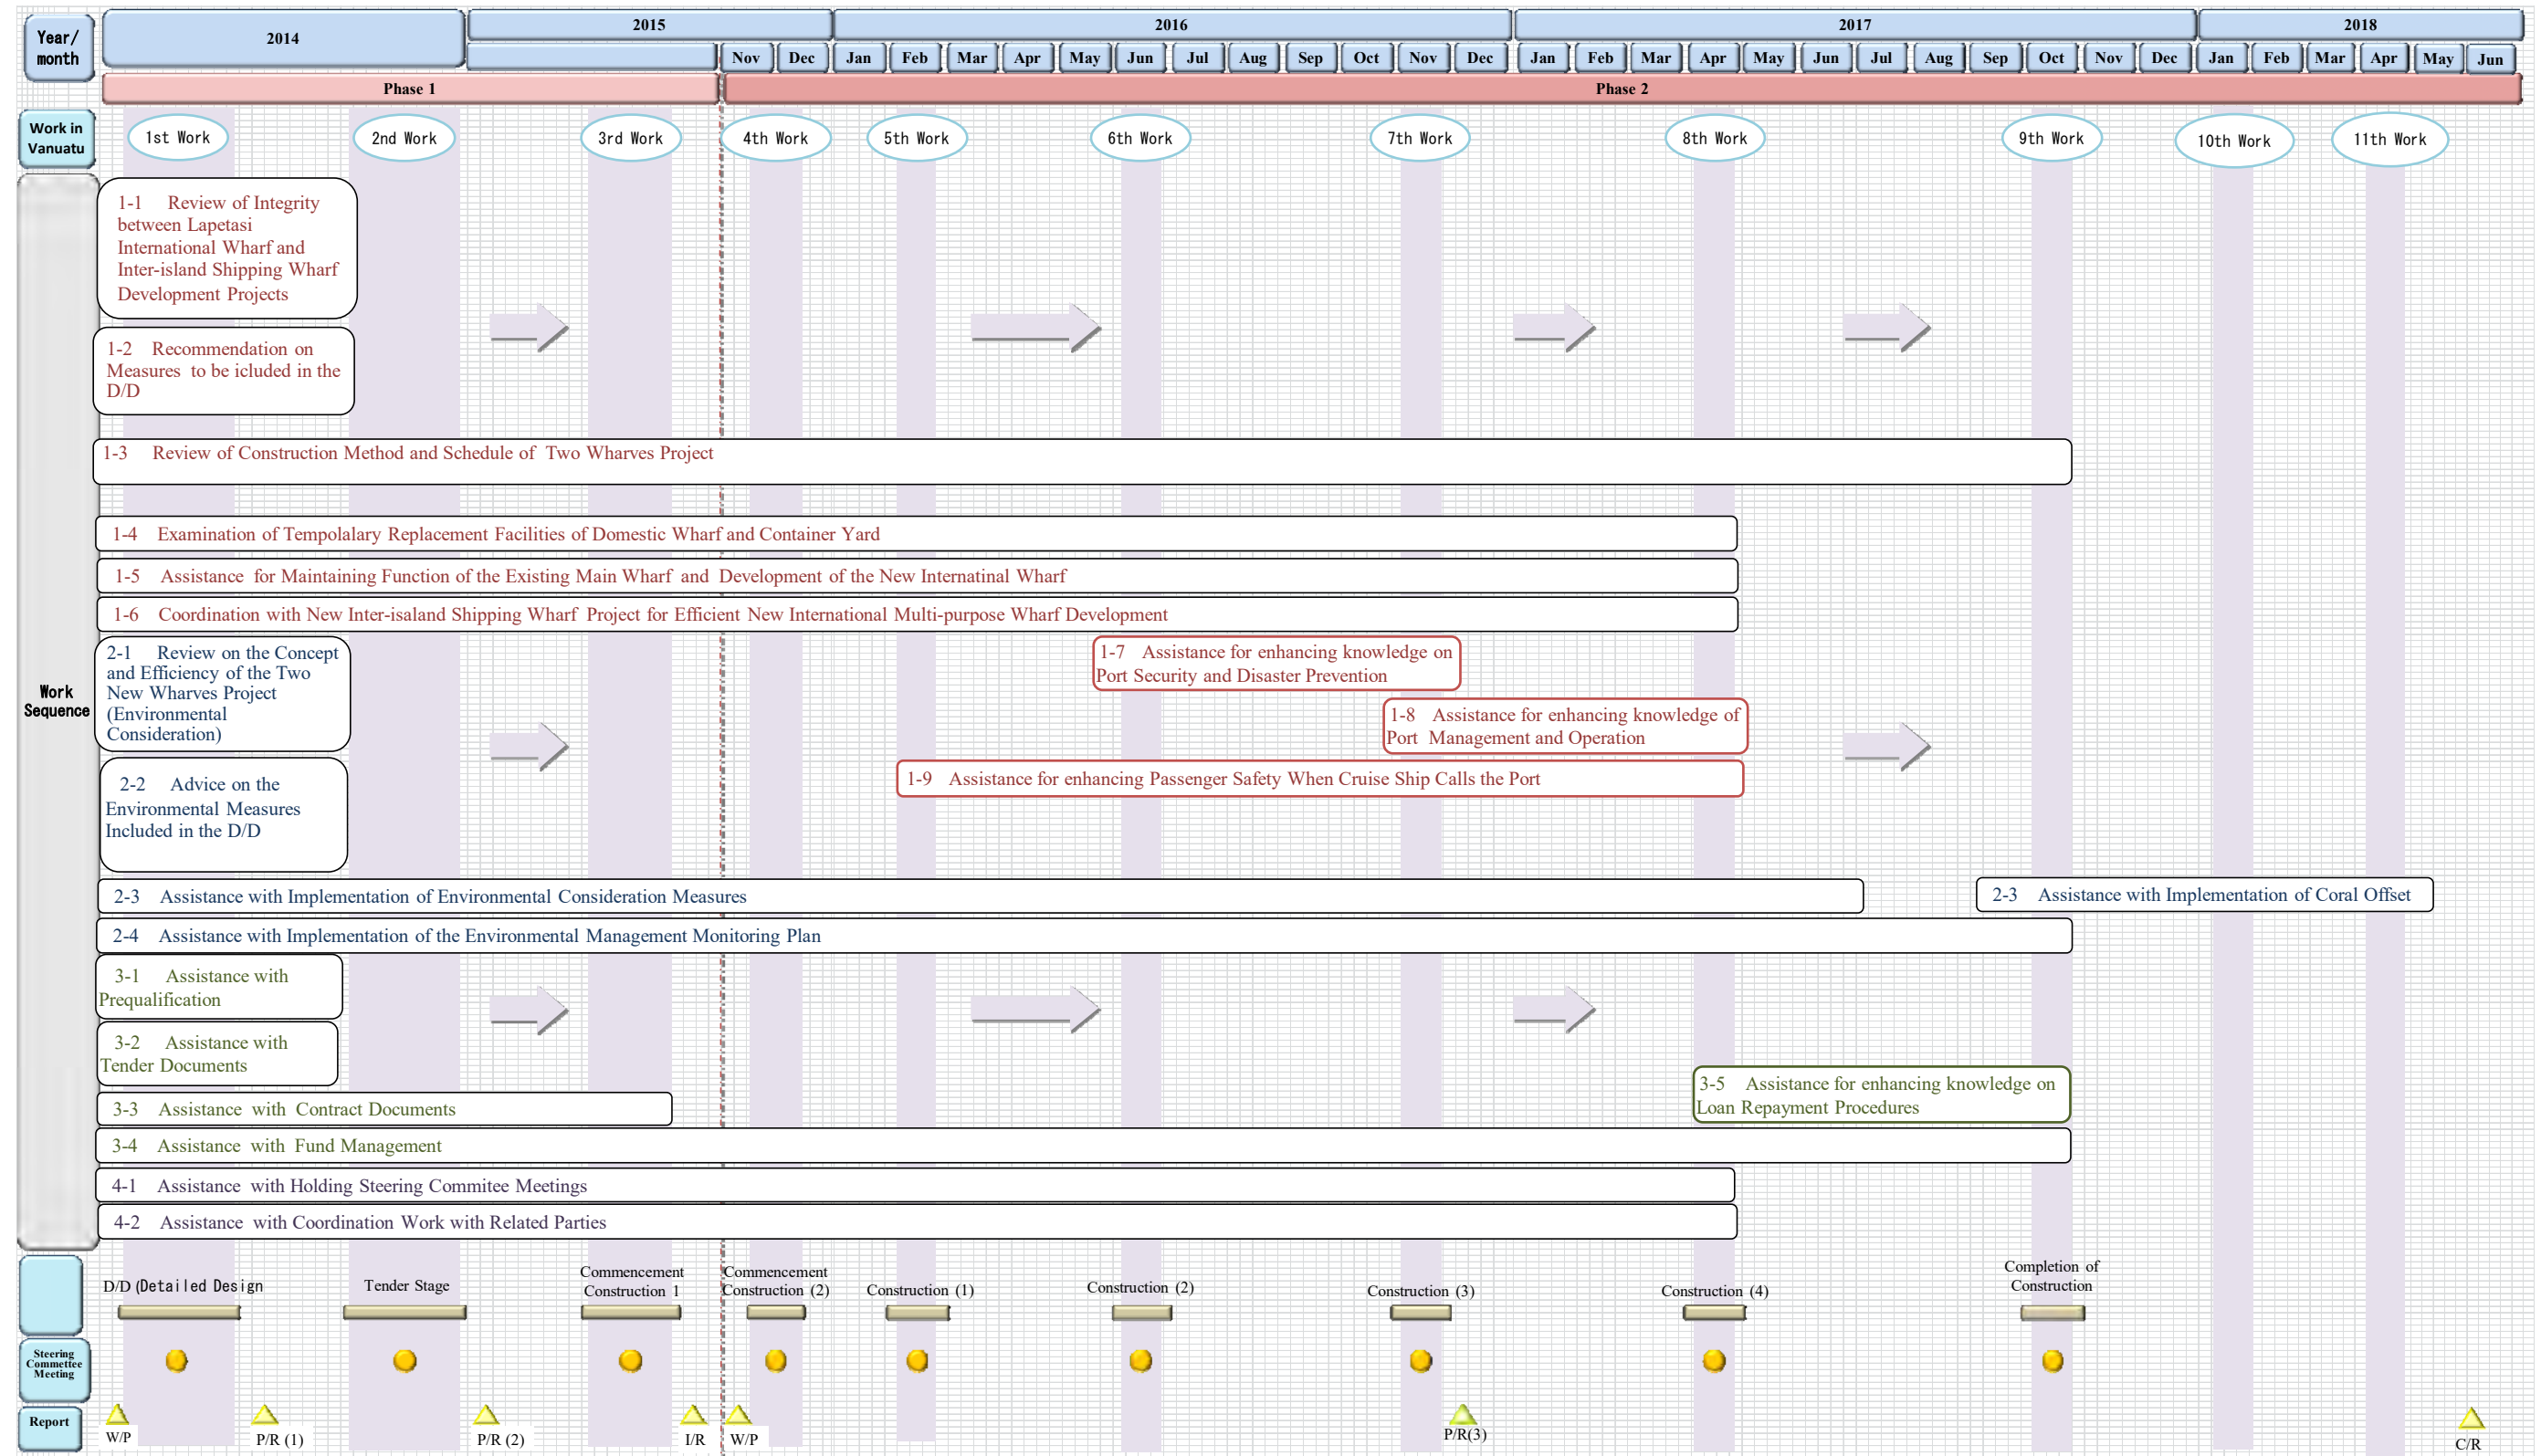 Year/
month
2014
2015
2016
2017
2018
Nov Dec Jan Feb Mar Apr May Jun Jul Aug Sep Oct Nov Dec Jan Feb Mar Apr May Jun Jul Aug Sep Oct Nov Dec Jan Feb Mar Apr May Jun
Phase 1
Phase 2
Work in
Vanuatu
1st Work
2nd Work
3rd Work
4th Work
5th Work
6th Work
7th Work
8th Work
9th Work
10th Work
11th Work
Work
Sequence
1-1 Review of Integrity
between Lapetasi
International Wharf and
Inter-island Shipping Wharf
Development Projects
1-2 Recommendation on
Measures to be icluded in the
D/D
1-3 Review of Construction Method and Schedule of Two Wharves Project
1-4 Examination of Tempolalary Replacement Facilities of Domestic Wharf and Container Yard
1-5 Assistance for Maintaining Function of the Existing Main Wharf and Development of the New Internatinal Wharf
1-6 Coordination with New Inter-isaland Shipping Wharf Project for Efficient New International Multi-purpose Wharf Development
2-1 Review on the Concept
and Efficiency of the Two
New Wharves Project
(Environmental
Consideration)
1-7 Assistance for enhancing knowledge on
Port Security and Disaster Prevention
1-8 Assistance for enhancing knowledge of
Port Management and Operation
1-9 Assistance for enhancing Passenger Safety When Cruise Ship Calls the Port
2-2 Advice on the
Environmental Measures
Included in the D/D
2-3 Assistance with Implementation of Environmental Consideration Measures
2-3 Assistance with Implementation of Coral Offset
2-4 Assistance with Implementation of the Environmental Management Monitoring Plan
3-1 Assistance with
Prequalification
3-2 Assistance with
Tender Documents
3-5 Assistance for enhancing knowledge on
Loan Repayment Procedures
3-3 Assistance with Contract Documents
3-4 Assistance with Fund Management
4-1 Assistance with Holding Steering Commitee Meetings
4-2 Assistance with Coordination Work with Related Parties
D/D (Detailed Design
Tender Stage
Commencement
Construction 1
Commencement
Construction (2)
Construction (1)
Construction (2)
Construction (3)
Construction (4)
Completion of
Construction
Steering
Commettee
Meeting
Report
W/P
P/R (1)
P/R (2)
I/R
W/P
P/R(3)
C/R